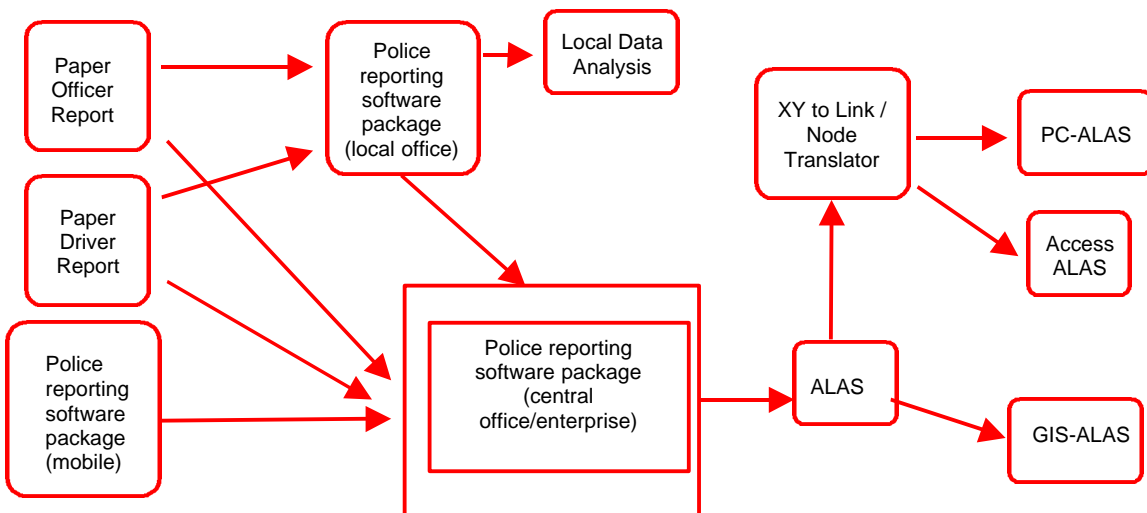 Paper
Officer
Report
Police
reporting
software
package
(local office)
Local Data
Analysis
XY to Link /
Node
Translator
PC-ALAS
Paper
Driver
Report
Access
ALAS
Police
reporting
software
package
(mobile)
Police reporting
software package
(central
office/enterprise)
ALAS
GIS-ALAS